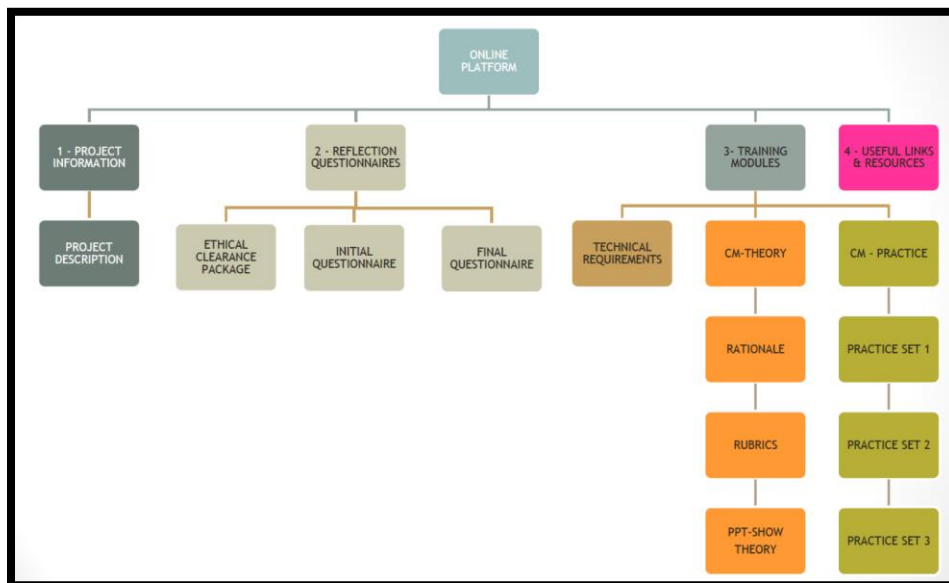 ONLINE
PLATFORM
1 - PROJECT
INFORMATION
2 - REFLECTION
QUESTIONNAIRES
3- TRAINING
MODULES
4 - USEFUL LINKS
& RESOURCES
PROJECT
DESCRIPTION
ETHICAL
CLEARANCE
PACKAGE
INITIAL
QUESTIONNAIRE
FINAL
QUESTIONNAIRE
TECHNICAL
REQUIREMENTS
CM-THEORY
CM - PRACTICE
RATIONALE
PRACTICE SET 1
RUBRICS
PRACTICE SET 2
PPT-SHOW
THEORY
PRACTICE SET 3